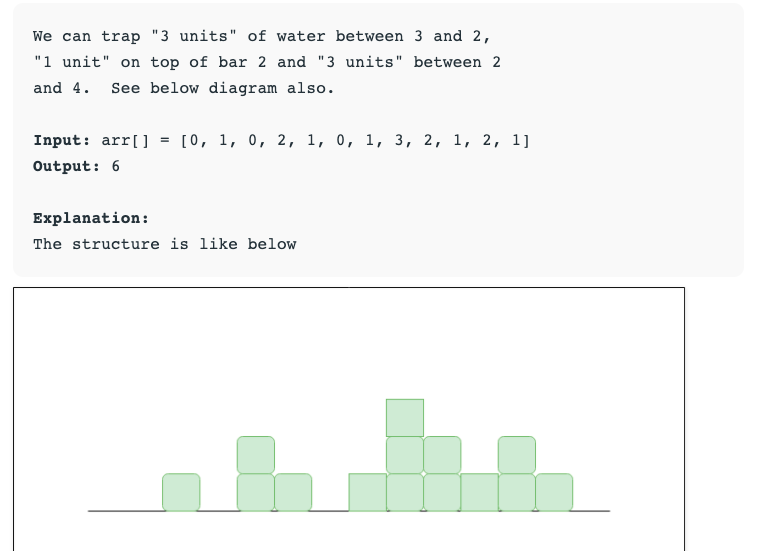 We can trap "3 units" of water between 3 and 2,
"1 unit" on top of bar 2 and "3 units" between 2
and 4.  See below diagram also.
Input: arr[] = [0, 1, 0, 2, 1, 0, 1, 3, 2, 1, 2, 1]
Output: 6
Explanation:
The structure is like below